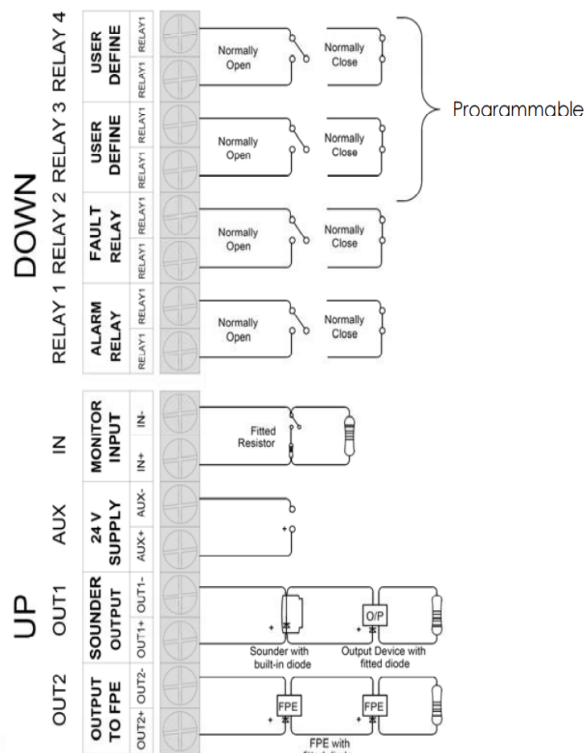 DOWN
RELAY 4
USER DEFINE
RELAY1
RELAY1
Normally Open
Normally Close
Programmable
RELAY 3
USER DEFINE
RELAY1
RELAY1
Normally Open
Normally Close
RELAY 2
FAULT RELAY
RELAY1
RELAY1
Normally Open
Normally Close
RELAY 1
ALARM RELAY
RELAY1
RELAY1
Normally Open
Normally Close
UP
IN
MONITOR INPUT
IN-
IN+
Fitted Resistor
AUX
24 V SUPPLY
AUX-
AUX+
+
OUT1
SOUNDER OUTPUT
OUT1-
OUT1+
+
O/P
+
Sounder with built-in diode
Output Device with fitted diode
OUT2
OUTPUT TO FPE
OUT2-
OUT2+
FPE
+
FPE
+
FPE with